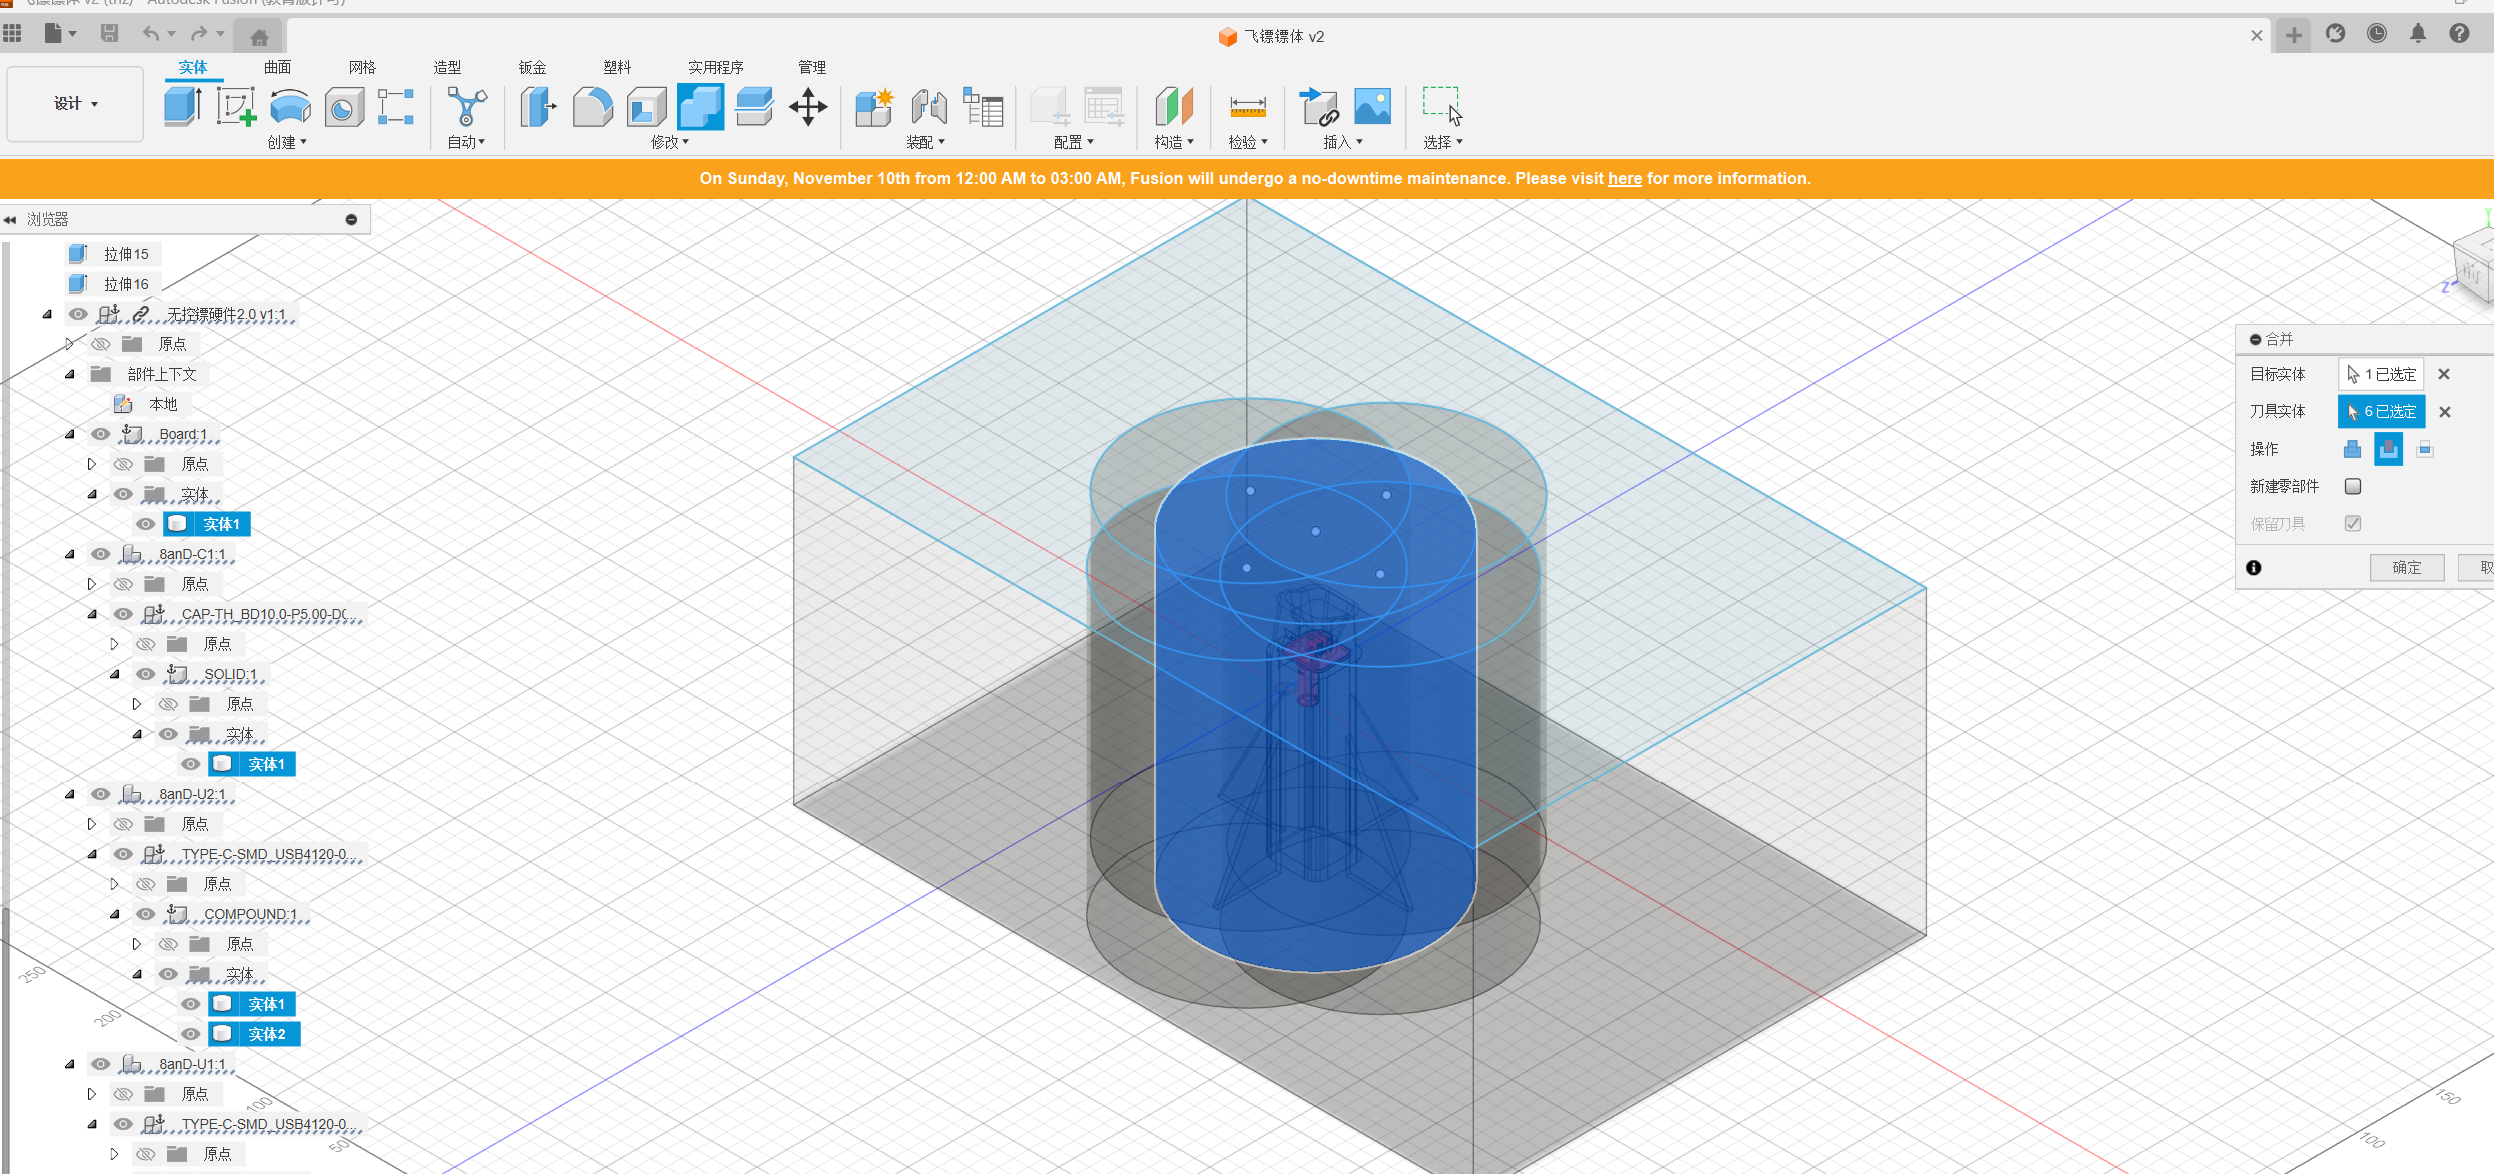 飞镖镖体 v2
实体 曲面 网格 造型 钣金 塑料 实用程序 管理
设计
创建 自动 修改 装配 配置 构造 检验 插入 选择
On Sunday, November 10th from 12:00 AM to 03:00 AM, Fusion will undergo a no-downtime maintenance. Please visit here for more information.
浏览器
拉伸15
拉伸16
无控镖硬件2.0 v1:1
原点
部件上下文
本地
Board:1
原点
实体
实体1
8anD-C1:1
原点
CAP-TH_BD10.0-P5.00-D0...
原点
SOLID:1
原点
实体
实体1
8anD-U2:1
原点
TYPE-C-SMD_USB4120-0...
原点
COMPOUND:1
原点
实体
实体1
实体2
8anD-U1:1
原点
TYPE-C-SMD_USB4120-0...
原点
250
200
100
50
150
100
Y
Z
合并
目标实体 1 已选定
刀具实体 6 已选定
操作
新建零部件
保留刀具
确定 取